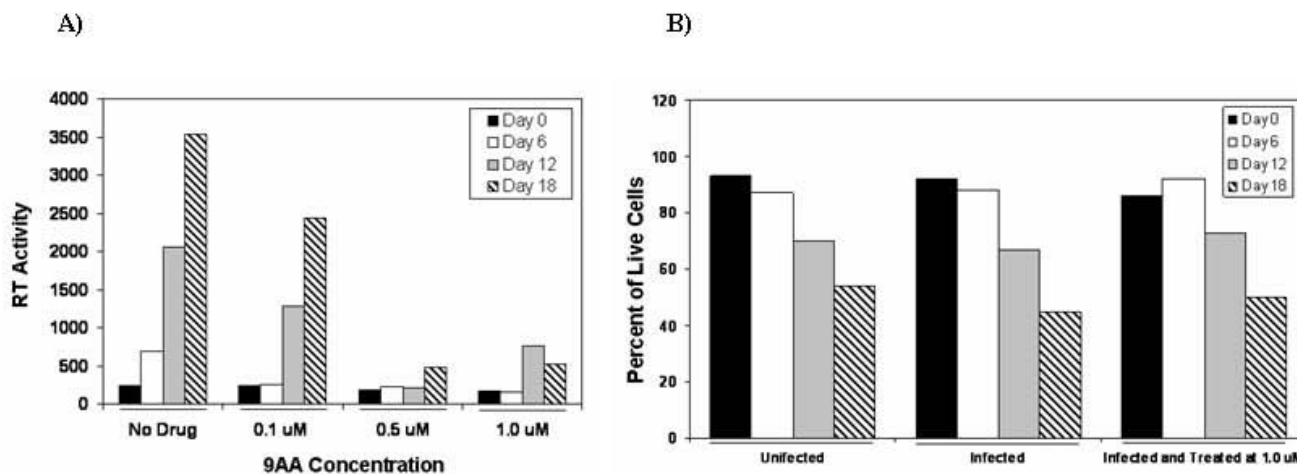 A)
4000
3500
3000
2500
2000
1500
1000
500
0
RT Activity
Day 0
Day 6
Day 12
Day 18
No Drug
0.1 uM
0.5 uM
1.0 uM
9AA Concentration
B)
120
100
80
60
40
20
0
Percent of Live Cells
Day 0
Day 6
Day 12
Day 18
Unifected
Infected
Infected and Treated at 1.0 uM